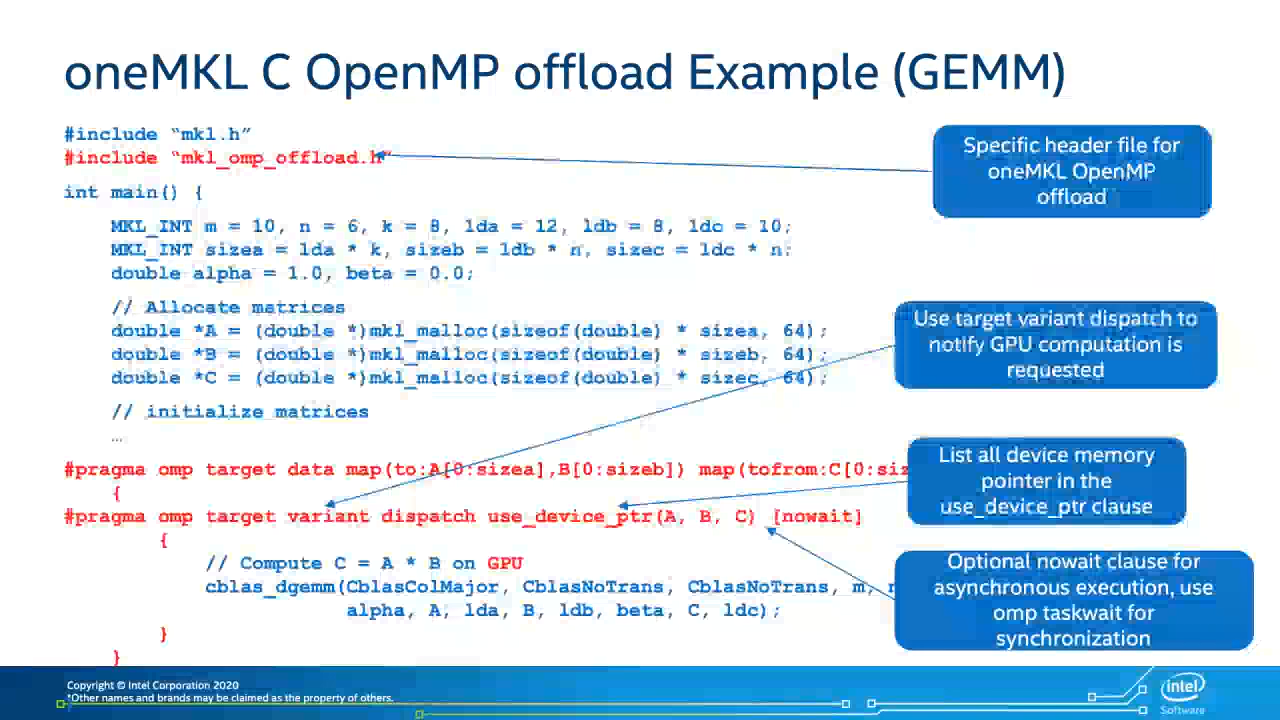 oneMKL C OpenMP offload Example (GEMM)
#include “mkl.h”
#include “mkl_omp_offload.h”
int main() {
MKL_INT m = 10, n = 6, k = 8, lda = 12, ldb = 8, ldc = 10;
MKL_INT sizea = lda * k, sizeb = ldb * n, sizec = ldc * n;
double alpha = 1.0, beta = 0.0;
// Allocate matrices
double *A = (double *)mkl_malloc(sizeof(double) * sizea, 64);
double *B = (double *)mkl_malloc(sizeof(double) * sizeb, 64);
double *C = (double *)mkl_malloc(sizeof(double) * sizec, 64);
// initialize matrices
…
#pragma omp target data map(to:A[0:sizea],B[0:sizeb]) map(tofrom:C[0:siz
{
#pragma omp target variant dispatch use_device_ptr(A, B, C) [nowait]
{
// Compute C = A * B on GPU
cblas_dgemm(CblasColMajor, CblasNoTrans, CblasNoTrans, m, n
alpha, A, lda, B, ldb, beta, C, ldc);
}
}
Specific header file for
oneMKL OpenMP
offload
Use target variant dispatch to
notify GPU computation is
requested
List all device memory
pointer in the
use_device_ptr clause
Optional nowait clause for
asynchronous execution, use
omp taskwait for
synchronization
Copyright © Intel Corporation 2020
*Other names and brands may be claimed as the property of others.
intel
Software